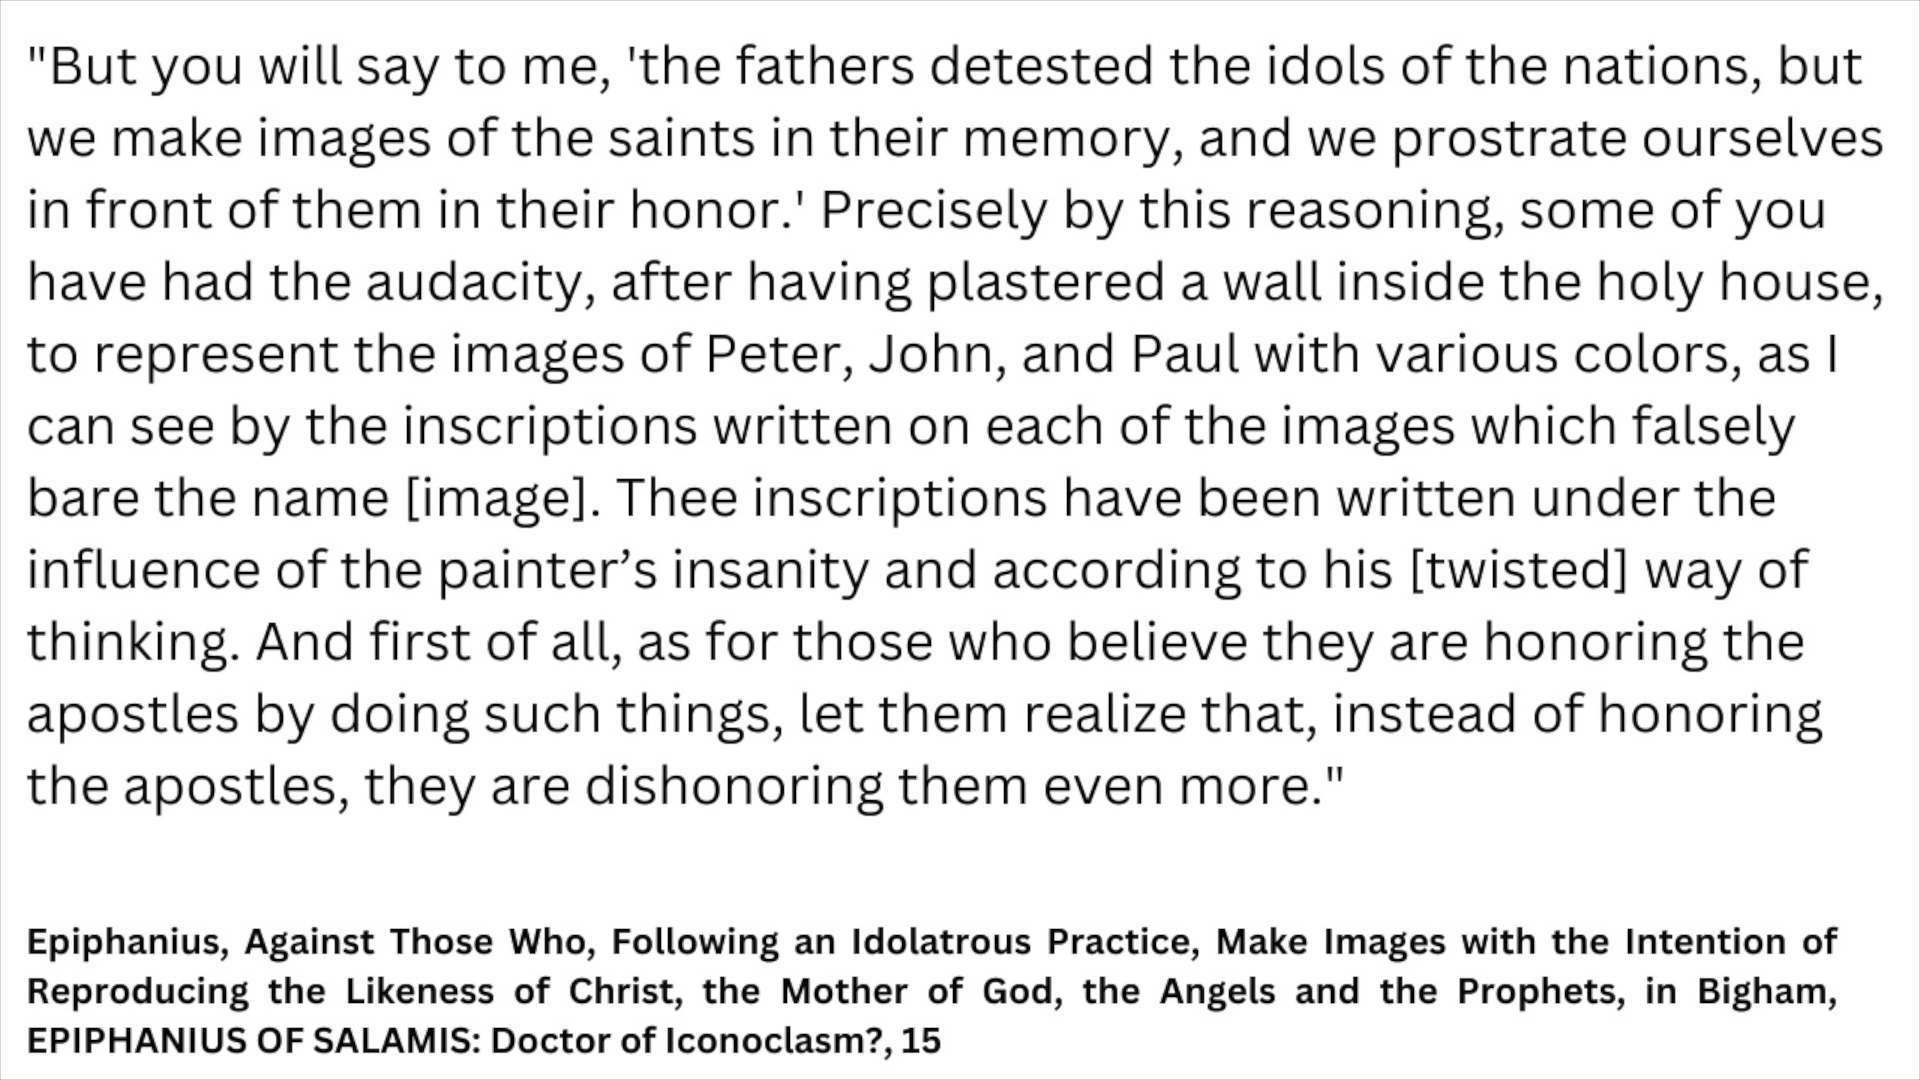 "But you will say to me, 'the fathers detested the idols of the nations, but
we make images of the saints in their memory, and we prostrate ourselves
in front of them in their honor.' Precisely by this reasoning, some of you
have had the audacity, after having plastered a wall inside the holy house,
to represent the images of Peter, John, and Paul with various colors, as I
can see by the inscriptions written on each of the images which falsely
bare the name [image]. Thee inscriptions have been written under the
influence of the painter’s insanity and according to his [twisted] way of
thinking. And first of all, as for those who believe they are honoring the
apostles by doing such things, let them realize that, instead of honoring
the apostles, they are dishonoring them even more."
Epiphanius, Against Those Who, Following an Idolatrous Practice, Make Images with the Intention of
Reproducing the Likeness of Christ, the Mother of God, the Angels and the Prophets, in Bigham,
EPIPHANIUS OF SALAMIS: Doctor of Iconoclasm?, 15